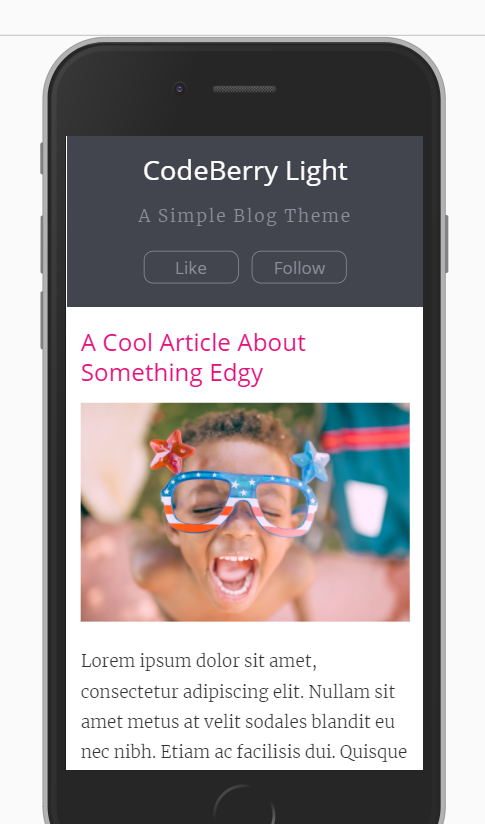 CodeBerry Light
A Simple Blog Theme
Like Follow
A Cool Article About
Something Edgy
Lorem ipsum dolor sit amet,
consectetur adipiscing elit. Nullam sit
amet metus at velit sodales blandit eu
nec nibh. Etiam ac facilisis dui. Quisque